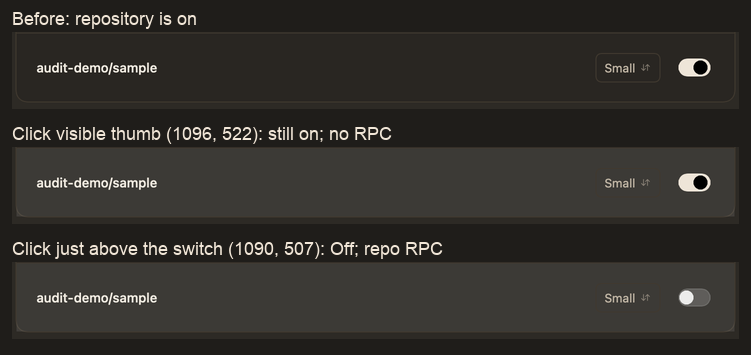 Before: repository is on
audit-demo/sample Small
Click visible thumb (1096, 522): still on; no RPC
audit-demo/sample Small
Click just above the switch (1090, 507): Off; repo RPC
audit-demo/sample Small